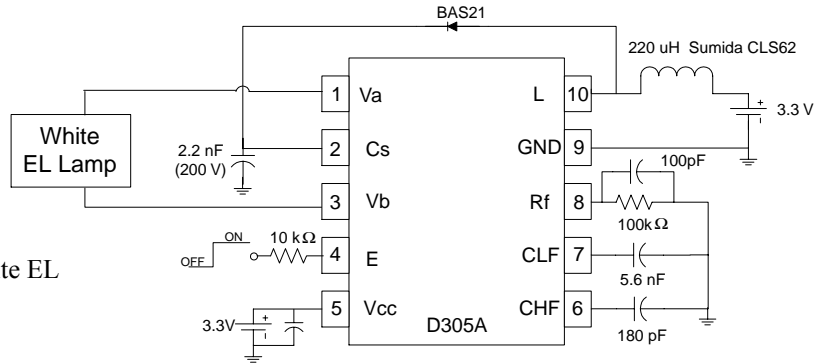 BAS21
220 uH Sumida CLS62
1 Va
L 10
+
3.3 V
White
EL Lamp
2.2 nF
(200 V)
2 Cs
GND 9
100pF
3 Vb
Rf 8
100kΩ
OFF ON
10 kΩ
4 E
CLF 7
5.6 nF
te EL
3.3V
+
5 Vcc
CHF 6
180 pF
D305A